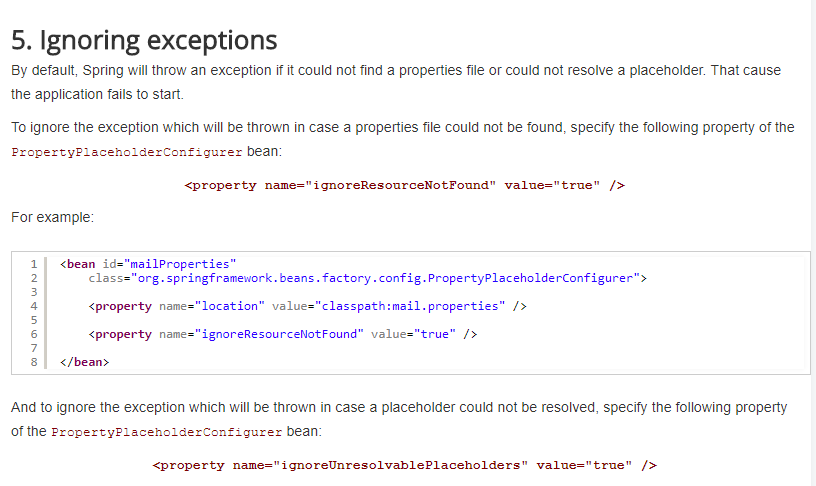 5. Ignoring exceptions
By default, Spring will throw an exception if it could not find a properties file or could not resolve a placeholder. That cause
the application fails to start.
To ignore the exception which will be thrown in case a properties file could not be found, specify the following property of the
PropertyPlaceholderConfigurer bean:
<property name="ignoreResourceNotFound" value="true" />
For example:
1 <bean id="mailProperties"
2 class="org.springframework.beans.factory.config.PropertyPlaceholderConfigurer">
3
4 <property name="location" value="classpath:mail.properties" />
5
6 <property name="ignoreResourceNotFound" value="true" />
7
8 </bean>
And to ignore the exception which will be thrown in case a placeholder could not be resolved, specify the following property
of the PropertyPlaceholderConfigurer bean:
<property name="ignoreUnresolvablePlaceholders" value="true" />